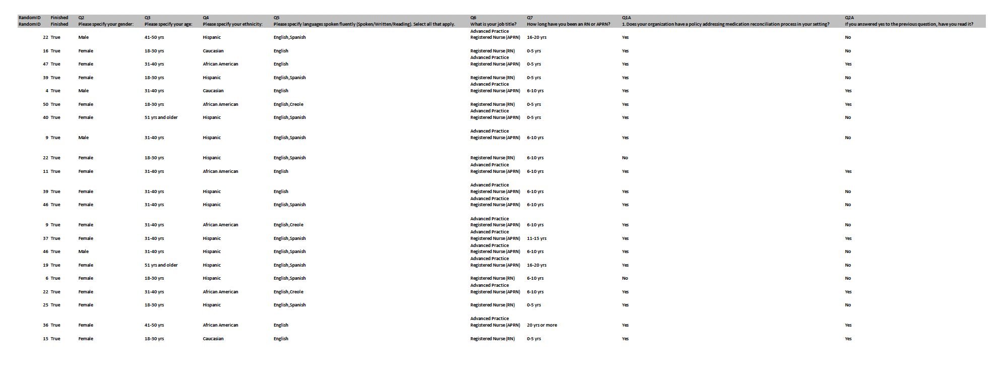 RandomID Finished Q2 Q3 Q4 Q5 Q6 Q7 Q1A Q2A
RandomID Finished Please specify your gender: Please specify your age: Please specify your ethnicity: Please specify languages spoken fluently (Spoken/Written/Reading). Select all that apply. What is your job title? How long have you been an RN or APRN? 1.Does your organization have a policy addressing medication reconciliation process in your setting? If you answered yes to the previous question, have you read it?
Advanced Practice
22 True Male 41-50 yrs Hispanic English,Spanish Registered Nurse (APRN) 16-20 yrs Yes No
16 True Female 18-30 yrs Caucasian English Registered Nurse (RN) 0-5 yrs Yes No
Advanced Practice
47 True Female 31-40 yrs African American English Registered Nurse (APRN) 0-5 yrs Yes Yes
39 True Female 18-30 yrs Hispanic English,Spanish Registered Nurse (RN) 0-5 yrs Yes No
Advanced Practice
4 True Male 31-40 yrs Caucasian English Registered Nurse (APRN) 6-10 yrs Yes Yes
50 True Female 18-30 yrs African American English,Creole Registered Nurse (RN) 0-5 yrs Yes Yes
Advanced Practice
40 True Female 51 yrs and older Hispanic English,Spanish Registered Nurse (APRN) 0-5 yrs Yes No
Advanced Practice
9 True Male 31-40 yrs Hispanic English,Spanish Registered Nurse (APRN) 6-10 yrs Yes No
22 True Female 18-30 yrs Hispanic English,Spanish Registered Nurse (RN) 6-10 yrs No
Advanced Practice
11 True Female 31-40 yrs African American English Registered Nurse (APRN) 6-10 yrs Yes Yes
Advanced Practice
39 True Female 31-40 yrs Hispanic English Registered Nurse (APRN) 6-10 yrs Yes No
Advanced Practice
46 True Female 31-40 yrs Hispanic English,Spanish Registered Nurse (APRN) 6-10 yrs Yes No
Advanced Practice
9 True Female 31-40 yrs African American English,Creole Registered Nurse (APRN) 6-10 yrs Yes No
Advanced Practice
37 True Female 31-40 yrs Hispanic English,Spanish Registered Nurse (APRN) 11-15 yrs Yes Yes
Advanced Practice
46 True Male 31-40 yrs Hispanic English,Spanish Registered Nurse (APRN) 6-10 yrs Yes No
Advanced Practice
19 True Female 51 yrs and older Hispanic English,Spanish Registered Nurse (APRN) 16-20 yrs Yes No
6 True Female 18-30 yrs Hispanic English,Spanish Registered Nurse (RN) 6-10 yrs No No
Advanced Practice
22 True Female 31-40 yrs African American English,Creole Registered Nurse (APRN) 6-10 yrs Yes Yes
25 True Female 18-30 yrs Hispanic English,Spanish Registered Nurse (RN) 0-5 yrs Yes No
Advanced Practice
36 True Female 41-50 yrs African American English Registered Nurse (APRN) 20 yrs or more Yes Yes
15 True Female 18-30 yrs Caucasian English Registered Nurse (RN) 0-5 yrs Yes Yes